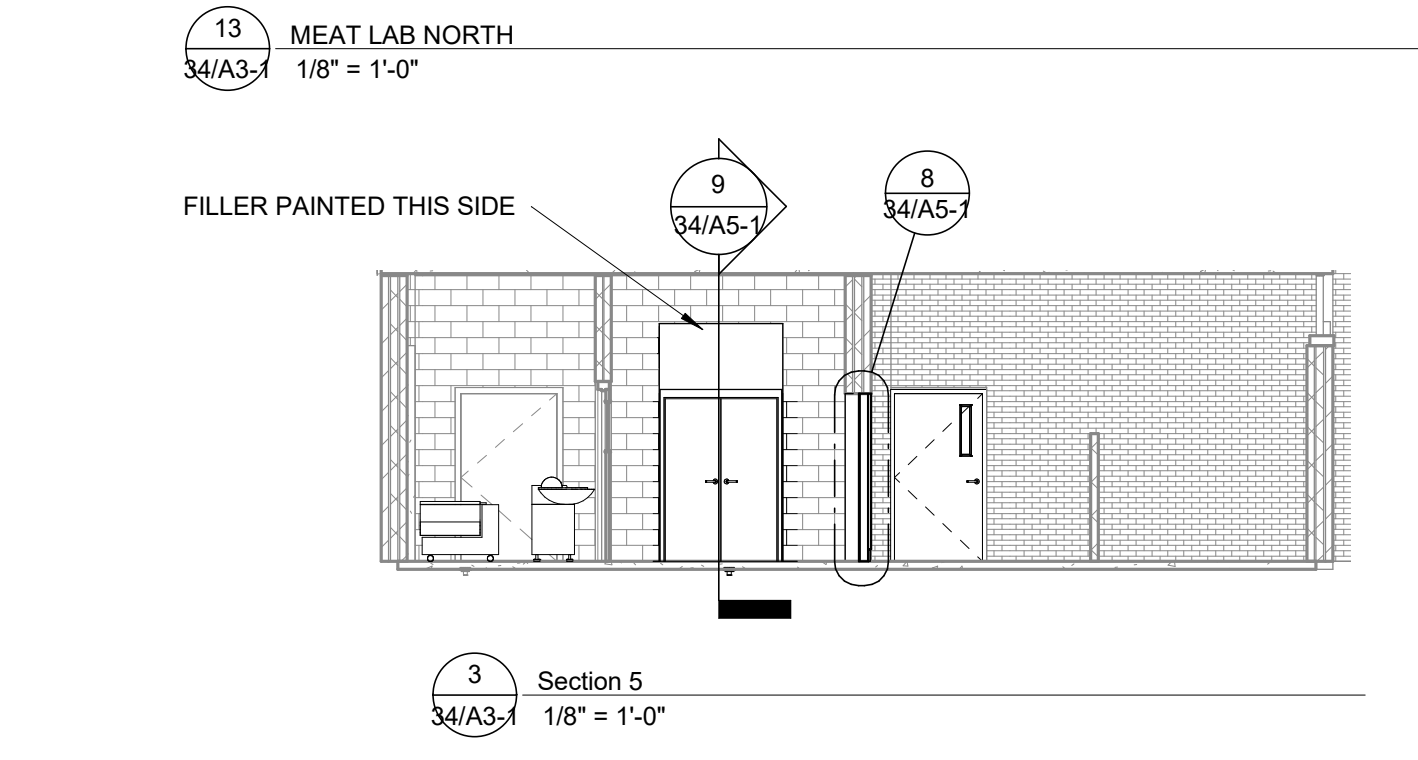 13
MEAT LAB NORTH
34/A3-1
1/8" = 1'-0"
FILLER PAINTED THIS SIDE
9
34/A5-1
8
34/A5-1
3
Section 5
34/A3-1
1/8" = 1'-0"